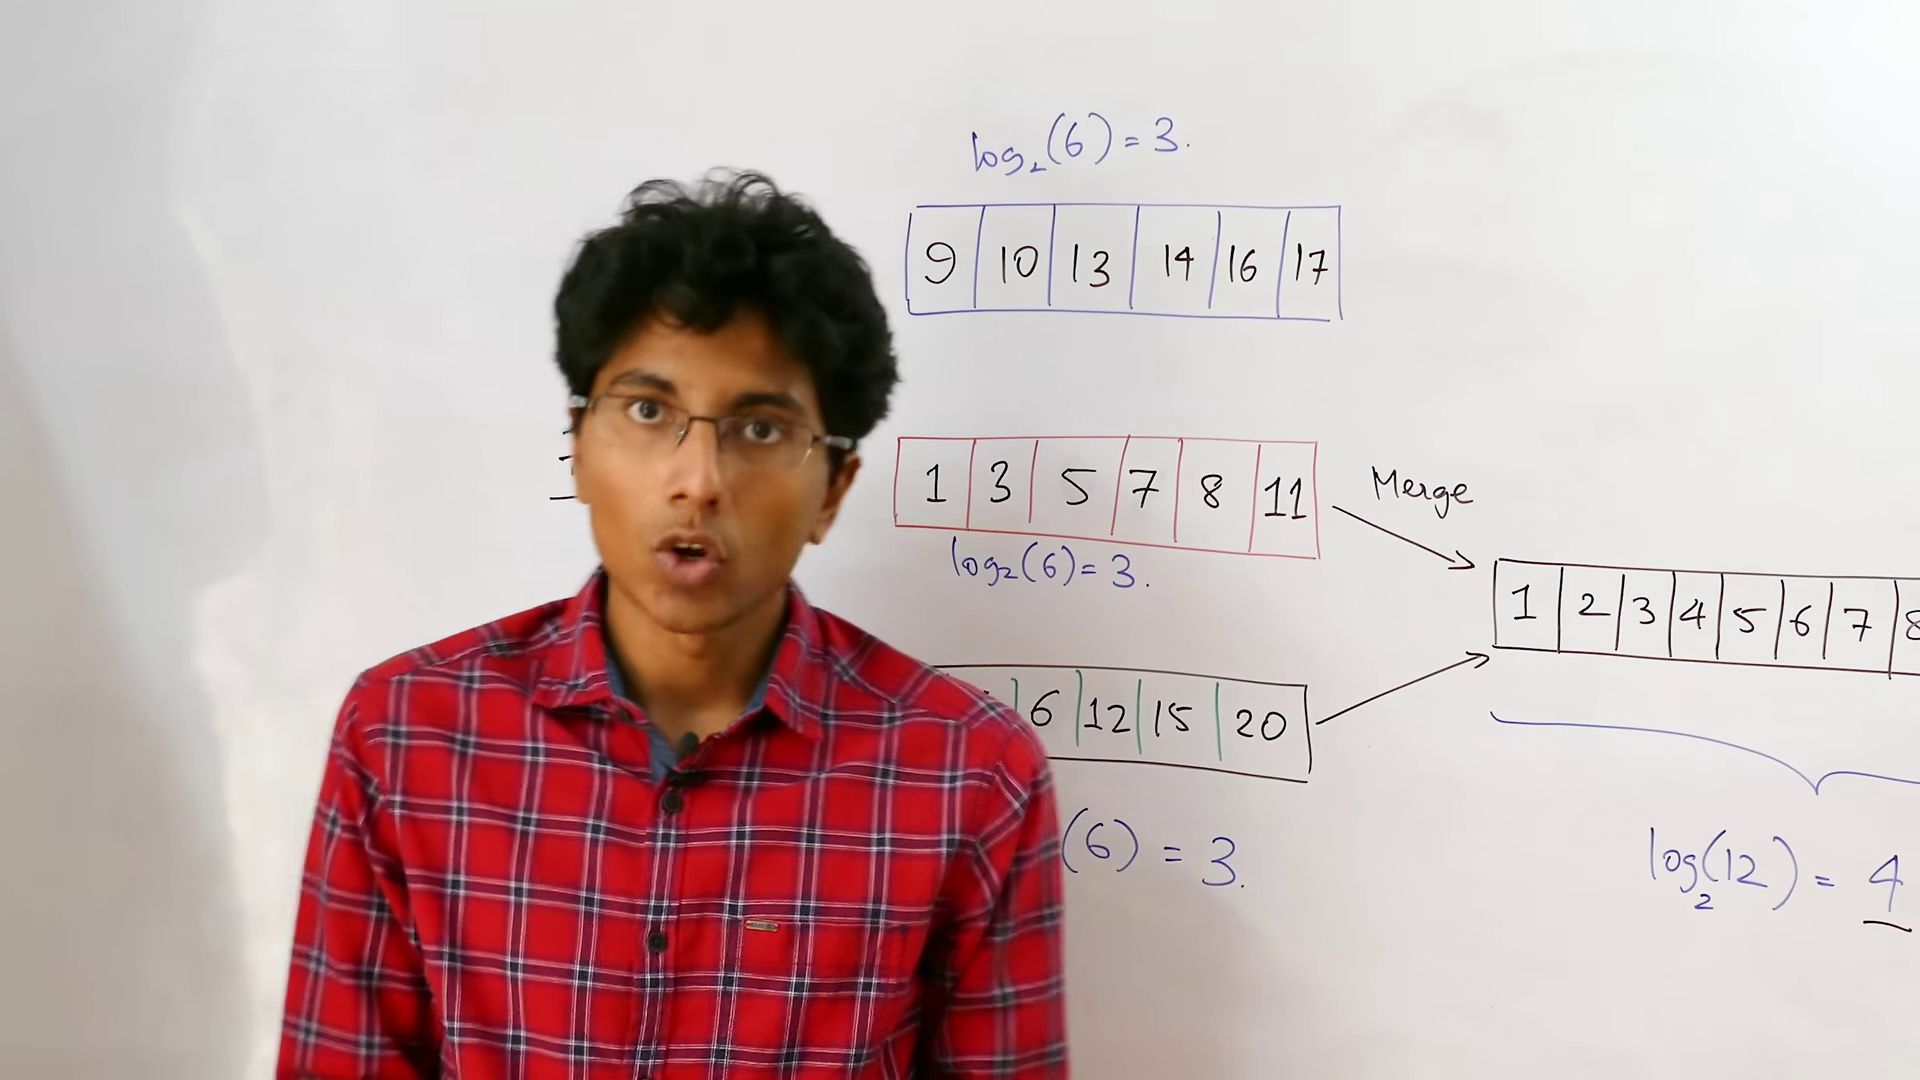 log₂(6) = 3.
9 10 13 14 16 17
1 3 5 7 8 11
log₂(6) = 3.
Merge
1 2 3 4 5 6 7 8
6 12 15 20
(6) = 3.
log₂(12) = 4